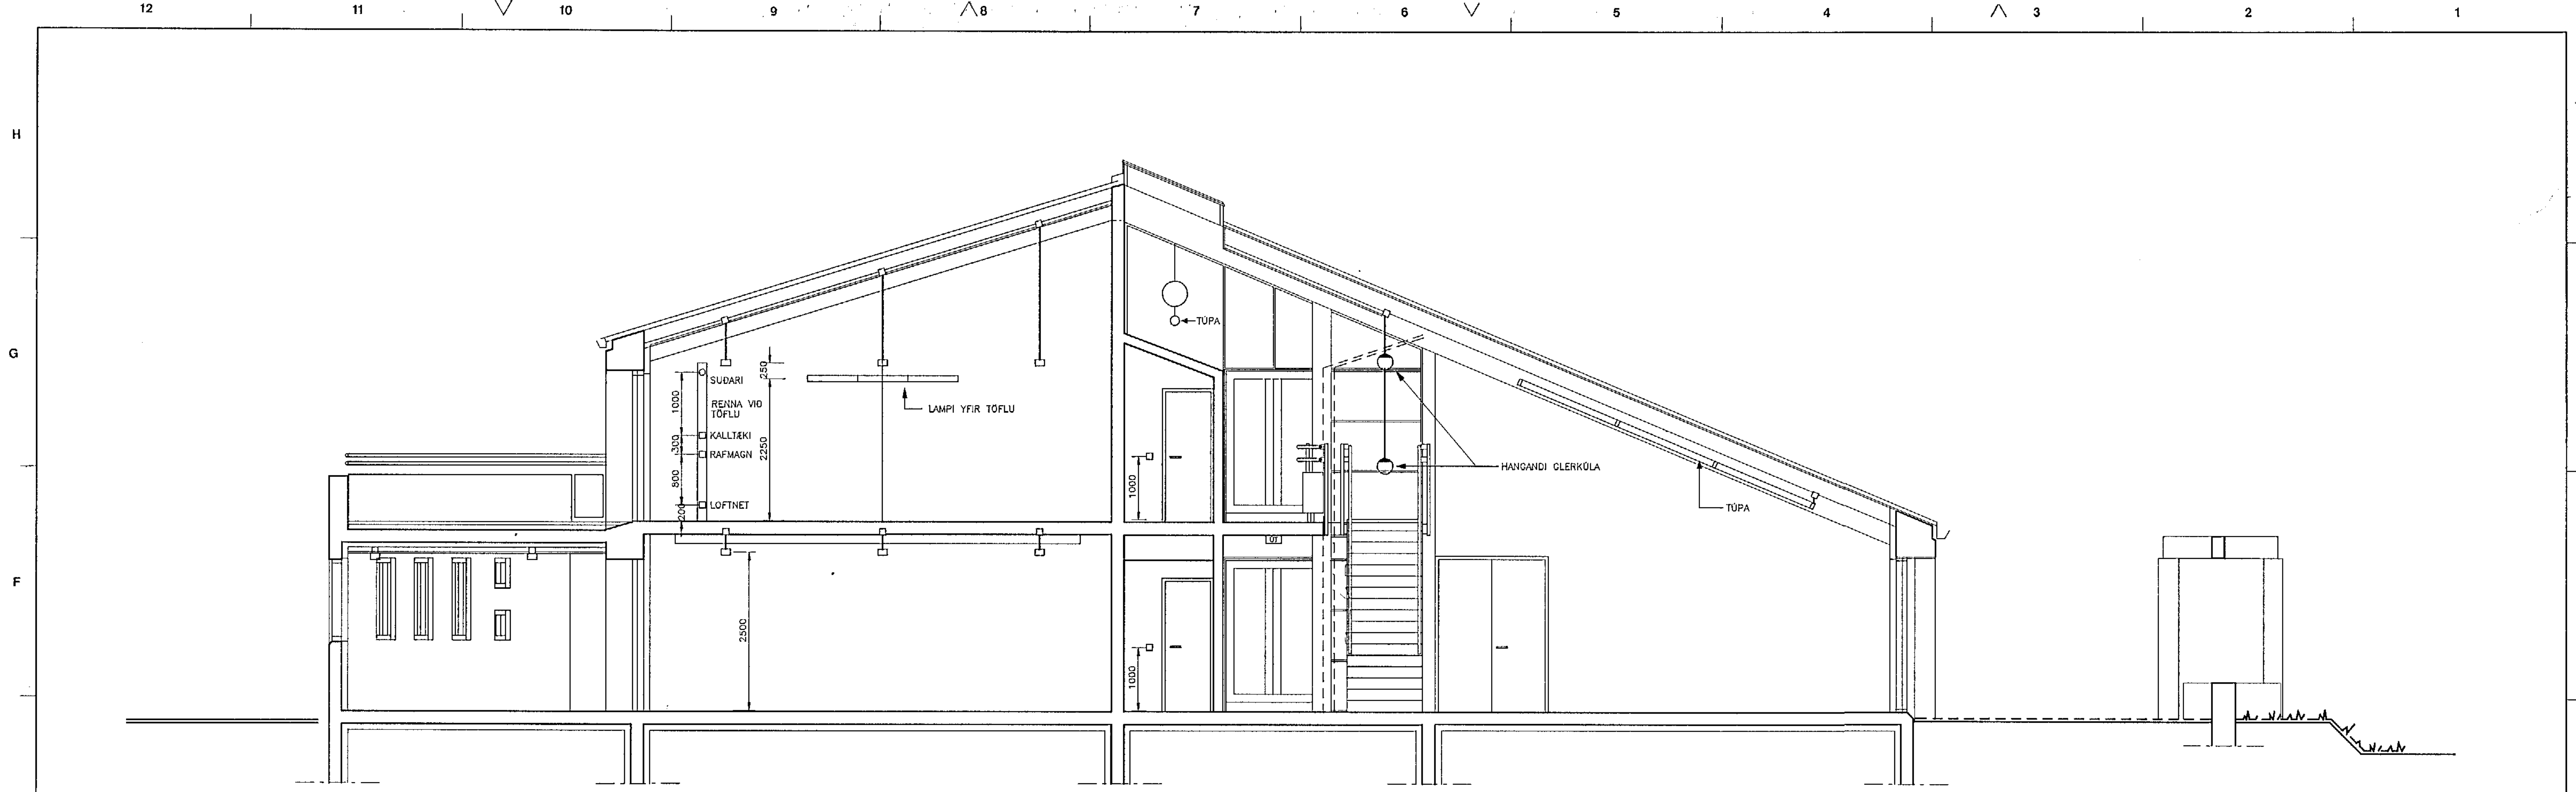 12 11 10 9 8 7 6 5 4 3 2 1
H
G
F
TÚPA
SUÐARI
RENNA VIÐ
TÖFLU
KALLTÆKI
RAFMAGN
LOFTNET
1000
300
800
200
250
2250
LAMPI YFIR TÖFLU
1000
HANGANDI GLERKÚLA
TÚPA
ÚT
2500
1000